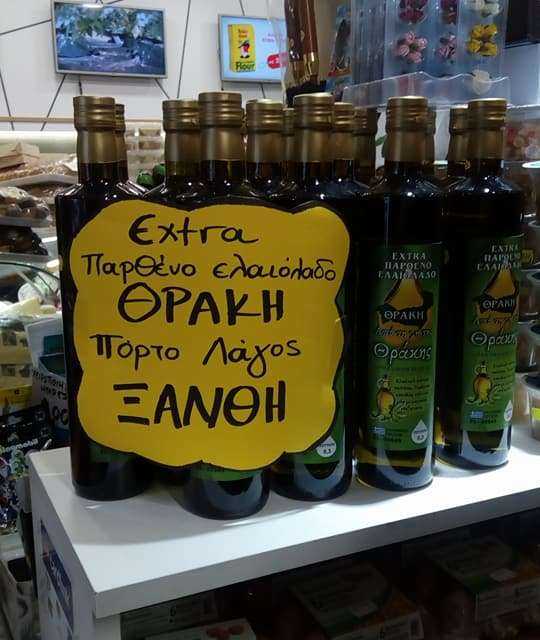 Flour
Extra
Παρθένο ελαιόλαδο
ΘΡΑΚΗ
Πόρτο Λάγος
ΞΑΝΘΗ
EXTRA
ΠΑΡΘΕΝΟ
ΕΛΑΙΟΛΑΔΟ
ΘΡΑΚΗ
Θράκης
EXTRA
ΠΑΡΘΕΝΟ
ΕΛΑΙΟΛΑΔΟ
ΘΡΑΚΗ
Θράκης